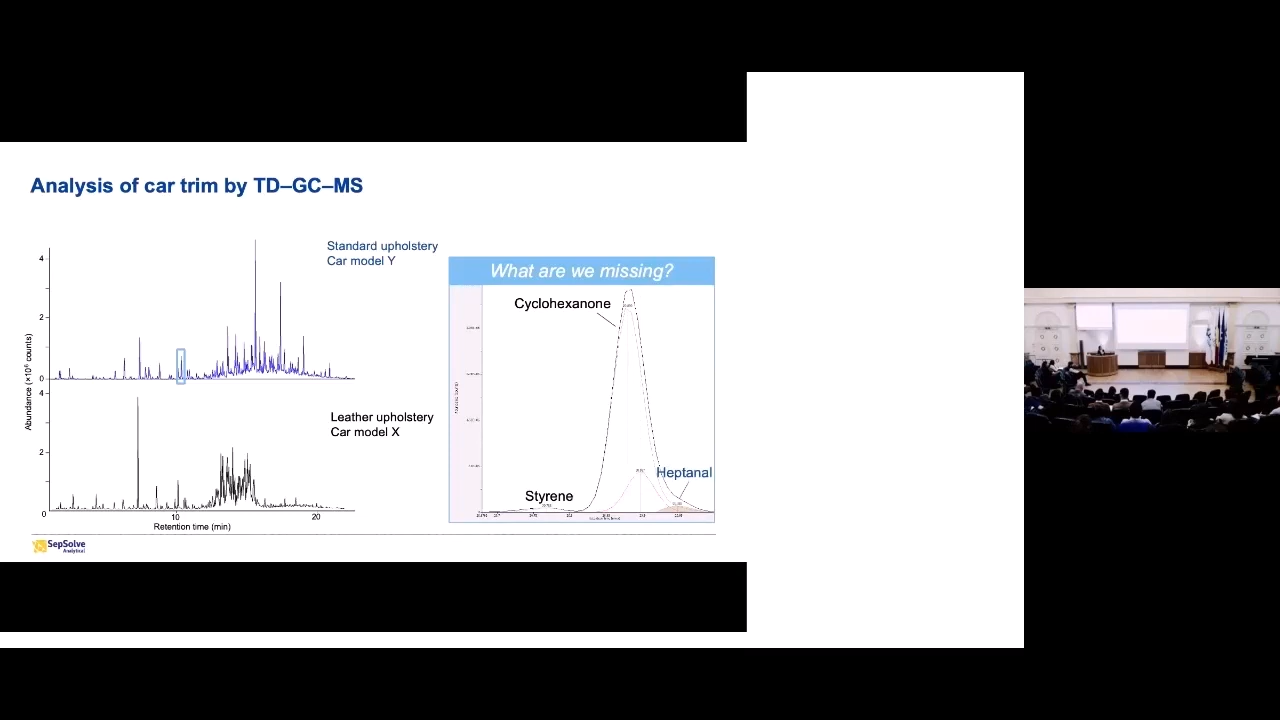 Analysis of car trim by TD–GC–MS
Standard upholstery
Car model Y
What are we missing?
Cyclohexanone
Heptanal
Styrene
Leather upholstery
Car model X
Abundance (×10⁶ counts)
4
2
0
4
2
0
10
20
Retention time (min)
SepSolve
Analytical